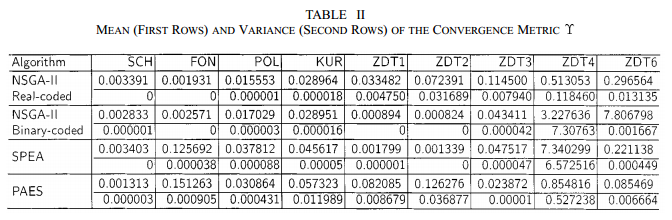 TABLE II
MEAN (FIRST ROWS) AND VARIANCE (SECOND ROWS) OF THE CONVERGENCE METRIC ϒ
Algorithm SCH FON POL KUR ZDT1 ZDT2 ZDT3 ZDT4 ZDT6
NSGA-II 0.003391 0.001931 0.015553 0.028964 0.033482 0.072391 0.114500 0.513053 0.296564
Real-coded 0 0 0.000001 0.000018 0.004750 0.031689 0.007940 0.118460 0.013135
NSGA-II 0.002833 0.002571 0.017029 0.028951 0.000894 0.000824 0.043411 3.227636 7.806798
Binary-coded 0.000001 0 0.000003 0.000016 0 0 0.000042 7.30763 0.001667
SPEA 0.003403 0.125692 0.037812 0.045617 0.001799 0.001339 0.047517 7.340299 0.221138
0 0.000038 0.000088 0.00005 0.000001 0 0.000047 6.572516 0.000449
PAES 0.001313 0.151263 0.030864 0.057323 0.082085 0.126276 0.023872 0.854816 0.085469
0.000003 0.000905 0.000431 0.011989 0.008679 0.036877 0.00001 0.527238 0.006664